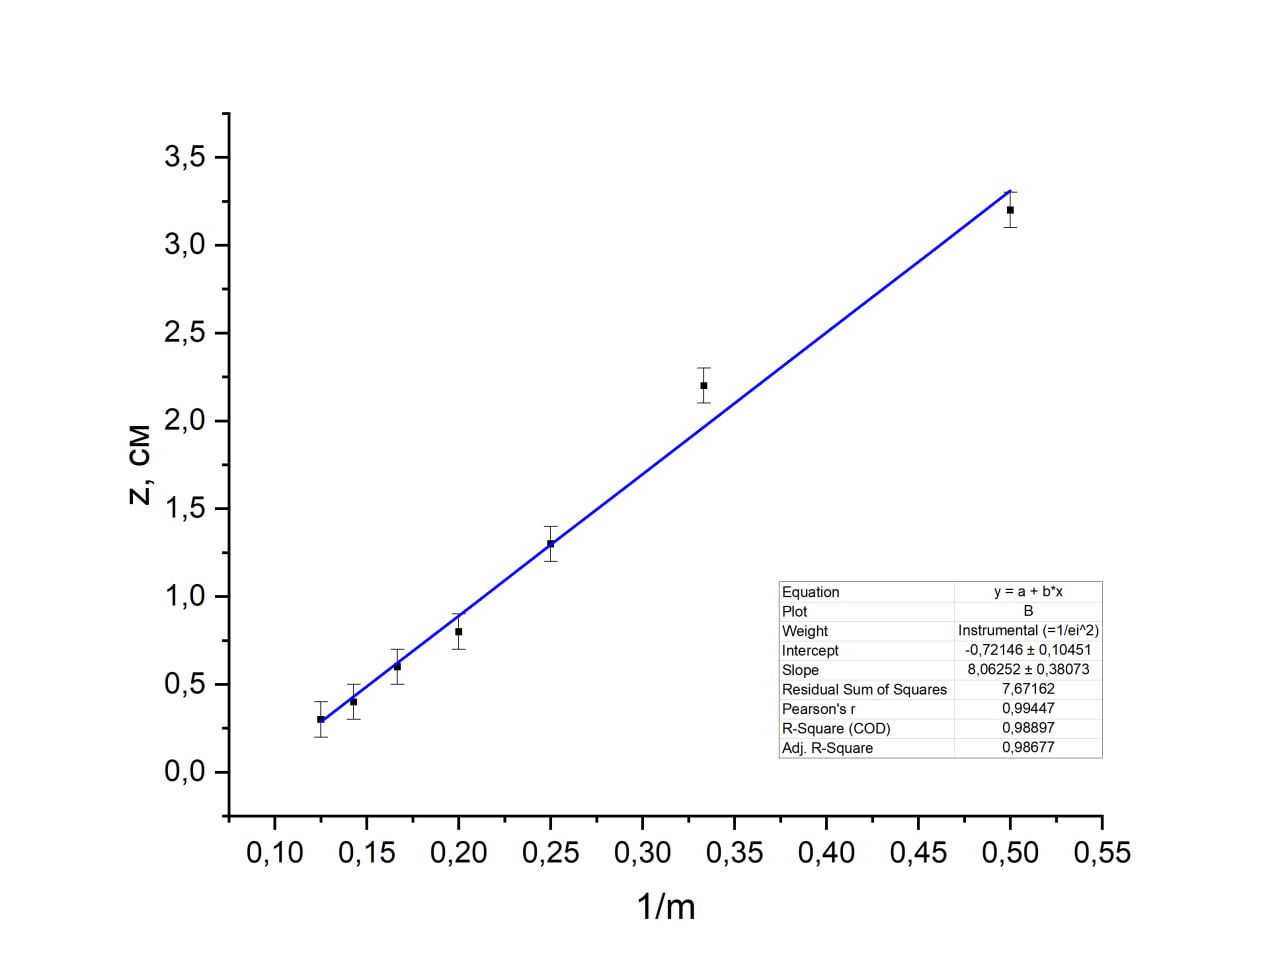 3,5
3,0
2,5
2,0
1,5
1,0
0,5
0,0
z, см
0,10 0,15 0,20 0,25 0,30 0,35 0,40 0,45 0,50 0,55
1/m
Equation y = a + b*x
Plot B
Weight Instrumental (=1/ei^2)
Intercept -0,72146 ± 0,10451
Slope 8,06252 ± 0,38073
Residual Sum of Squares 7,67162
Pearson's r 0,99447
R-Square (COD) 0,98897
Adj. R-Square 0,98677